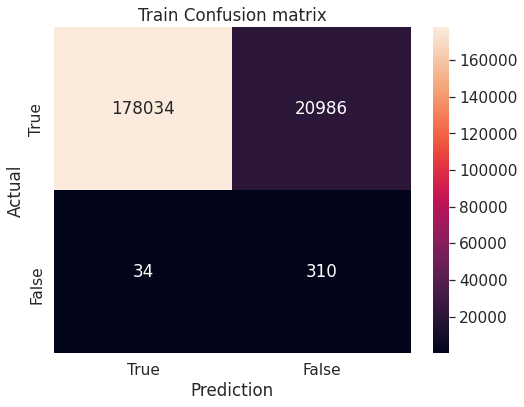 Train Confusion matrix
178034 20986
34 310
True
False
Actual
True False
Prediction
160000
140000
120000
100000
80000
60000
40000
20000